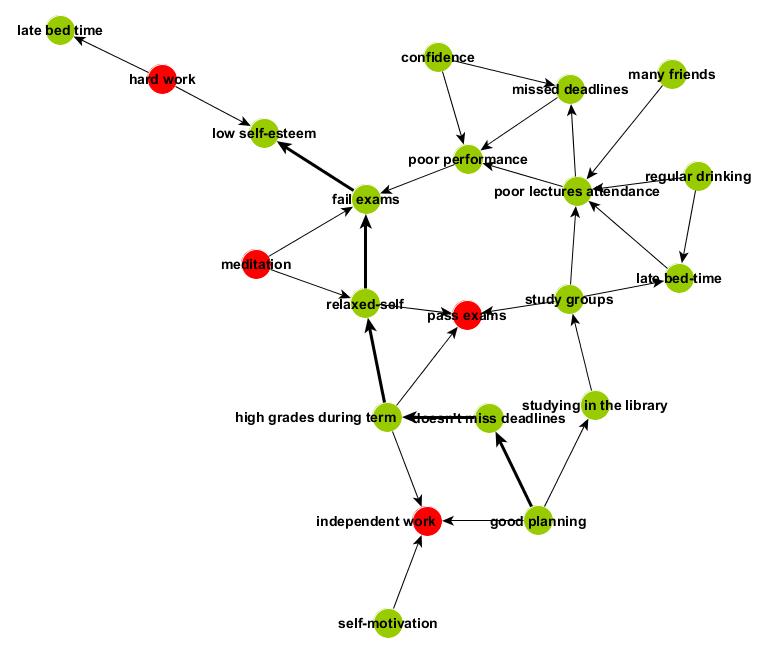 late bed time
confidence
hard work
missed deadlines
many friends
low self-esteem
poor performance
regular drinking
poor lectures attendance
fail exams
meditation
late bed-time
relaxed-self
study groups
pass exams
studying in the library
high grades during term
doesn't miss deadlines
independent work
good planning
self-motivation